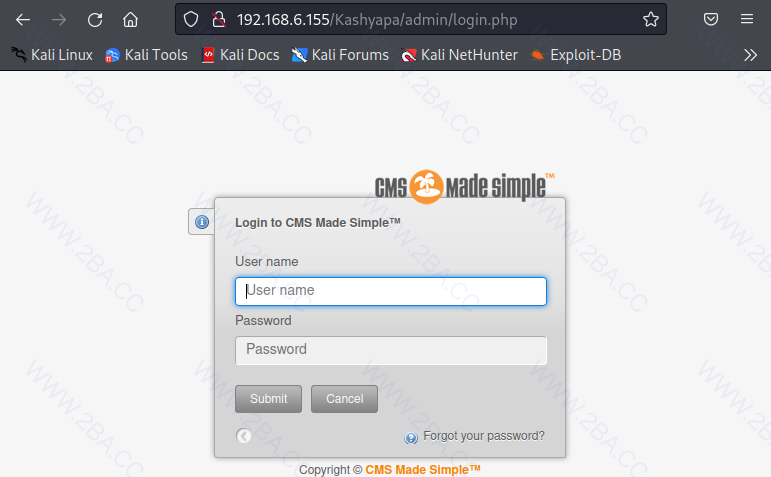 192.168.6.155/Kashyapa/admin/login.php
Kali Linux Kali Tools Kali Docs Kali Forums Kali NetHunter Exploit-DB
CMS made simple™
Login to CMS Made Simple™
User name
User name
Password
Password
Submit Cancel
Forgot your password?
Copyright © CMS Made Simple™
WWW.2BA.CC